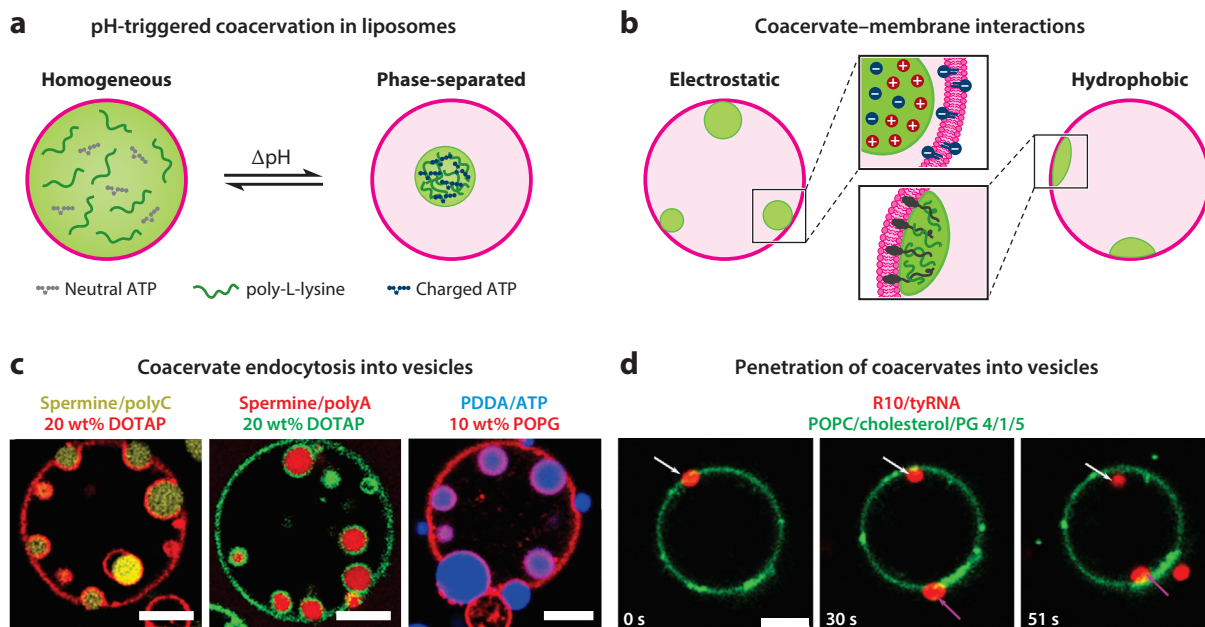 a pH-triggered coacervation in liposomes
Homogeneous
Phase-separated
ΔpH
Neutral ATP
poly-L-lysine
Charged ATP
b Coacervate–membrane interactions
Electrostatic
Hydrophobic
c Coacervate endocytosis into vesicles
Spermine/polyC
20 wt% DOTAP
Spermine/polyA
20 wt% DOTAP
PDDA/ATP
10 wt% POPG
d Penetration of coacervates into vesicles
R10/tyRNA
POPC/cholesterol/PG 4/1/5
0 s
30 s
51 s